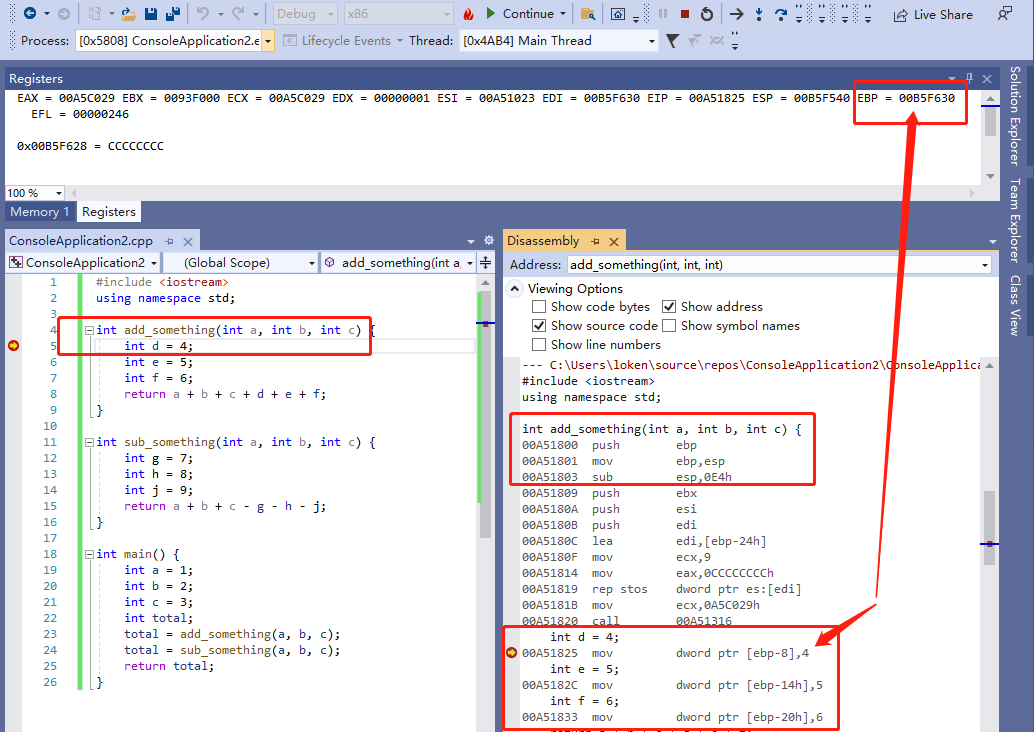 Debug x86 Continue Live Share
Process: [0x5808] ConsoleApplication2.e Lifecycle Events Thread: [0x4AB4] Main Thread
Registers
EAX = 00A5C029 EBX = 0093F000 ECX = 00A5C029 EDX = 00000001 ESI = 00A51023 EDI = 00B5F630 EIP = 00A51825 ESP = 00B5F540 EBP = 00B5F630
EFL = 00000246
0x00B5F628 = CCCCCCCC
100 %
Memory 1 Registers
Solution Explorer
Team Explorer
Class View
ConsoleApplication2.cpp
ConsoleApplication2 (Global Scope) add_something(int a,
1 #include <iostream>
2 using namespace std;
3
4 int add_something(int a, int b, int c) {
5 int d = 4;
6 int e = 5;
7 int f = 6;
8 return a + b + c + d + e + f;
9 }
10
11 int sub_something(int a, int b, int c) {
12 int g = 7;
13 int h = 8;
14 int j = 9;
15 return a + b + c - g - h - j;
16 }
17
18 int main() {
19 int a = 1;
20 int b = 2;
21 int c = 3;
22 int total;
23 total = add_something(a, b, c);
24 total = sub_something(a, b, c);
25 return total;
26 }
Disassembly
Address: add_something(int, int, int)
Viewing Options
Show code bytes Show address
Show source code Show symbol names
Show line numbers
--- C:\Users\loken\source\repos\ConsoleApplication2\ConsoleApplica
#include <iostream>
using namespace std;
int add_something(int a, int b, int c) {
00A51800 push ebp
00A51801 mov ebp,esp
00A51803 sub esp,0E4h
00A51809 push ebx
00A5180A push esi
00A5180B push edi
00A5180C lea edi,[ebp-24h]
00A5180F mov ecx,9
00A51814 mov eax,0CCCCCCCCh
00A51819 rep stos dword ptr es:[edi]
00A5181B mov ecx,0A5C029h
00A51820 call 00A51316
int d = 4;
00A51825 mov dword ptr [ebp-8],4
int e = 5;
00A5182C mov dword ptr [ebp-14h],5
int f = 6;
00A51833 mov dword ptr [ebp-20h],6